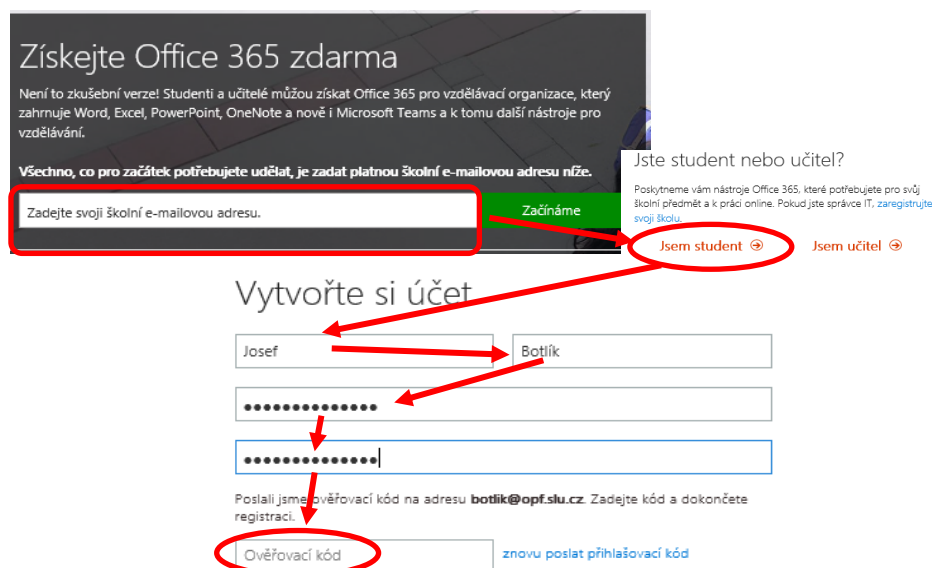 Získejte Office 365 zdarma
Není to zkušební verze! Studenti a učitelé můžou získat Office 365 pro vzdělávací organizace, který
zahrnuje Word, Excel, PowerPoint, OneNote a nově i Microsoft Teams a k tomu další nástroje pro
vzdělávání.
Všechno, co pro začátek potřebujete udělat, je zadat platnou školní e-mailovou adresu níže.
Zadejte svoji školní e-mailovou adresu.
Začínáme
Jste student nebo učitel?
Poskytneme vám nástroje Office 365, které potřebujete pro svůj
školní předmět a k práci online. Pokud jste správce IT, zaregistrujte
svoji školu.
Jsem student
Jsem učitel
Vytvořte si účet
Josef
Botlík
Poslali jsme ověřovací kód na adresu botlik@opf.slu.cz. Zadejte kód a dokončete
registraci.
Ověřovací kód
znovu poslat přihlašovací kód